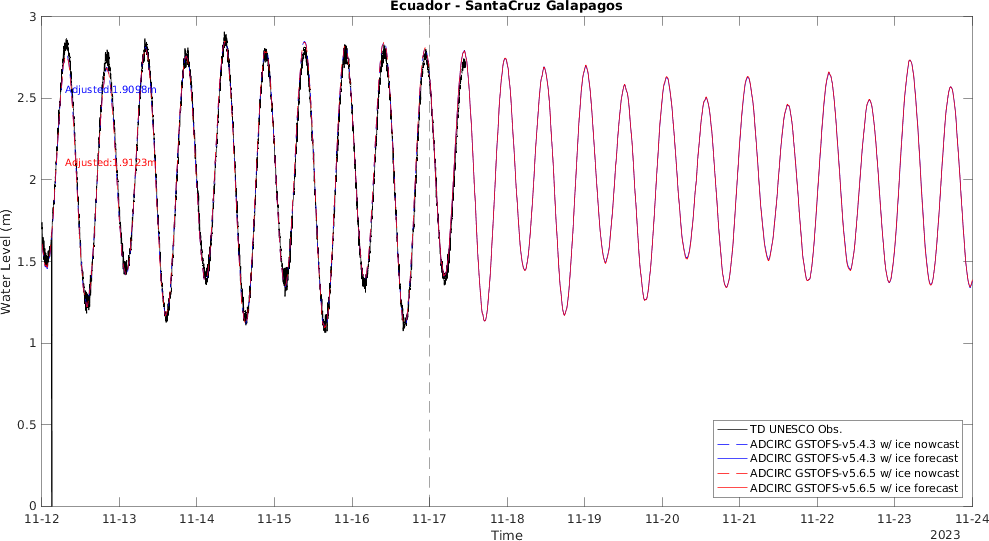 Ecuador - SantaCruz Galapagos
3
2.5
2
1.5
1
0.5
0
Water Level (m)
Adjusted:1.9098m
Adjusted:1.9123m
TD UNESCO Obs.
ADCIRC GSTOFS-v5.4.3 w/ ice nowcast
ADCIRC GSTOFS-v5.4.3 w/ ice forecast
ADCIRC GSTOFS-v5.6.5 w/ ice nowcast
ADCIRC GSTOFS-v5.6.5 w/ ice forecast
11-12 11-13 11-14 11-15 11-16 11-17 11-18 11-19 11-20 11-21 11-22 11-23 11-24
Time
2023